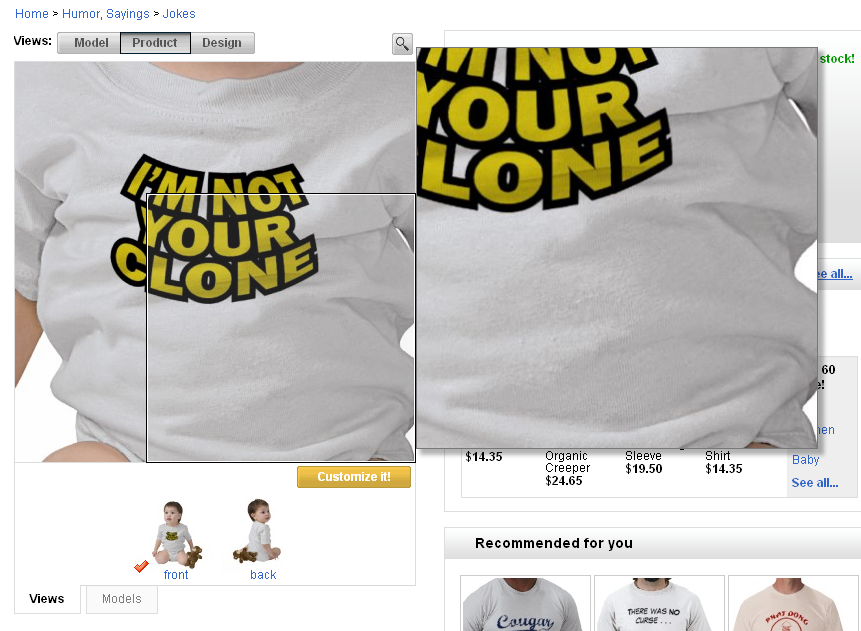 Home > Humor, Sayings > Jokes
Views: Model Product Design
I'M NOT
YOUR
CLONE
I'M NOT
YOUR
LONE
stock!
ee all...
60
e!
en
Baby
See all...
$14.35
Organic
Creeper
$24.65
Sleeve
$19.50
Shirt
$14.35
Customize it!
front back
Views Models
Recommended for you
Cougar
THERE WAS NO
CURSE . . .
PHAT DONG